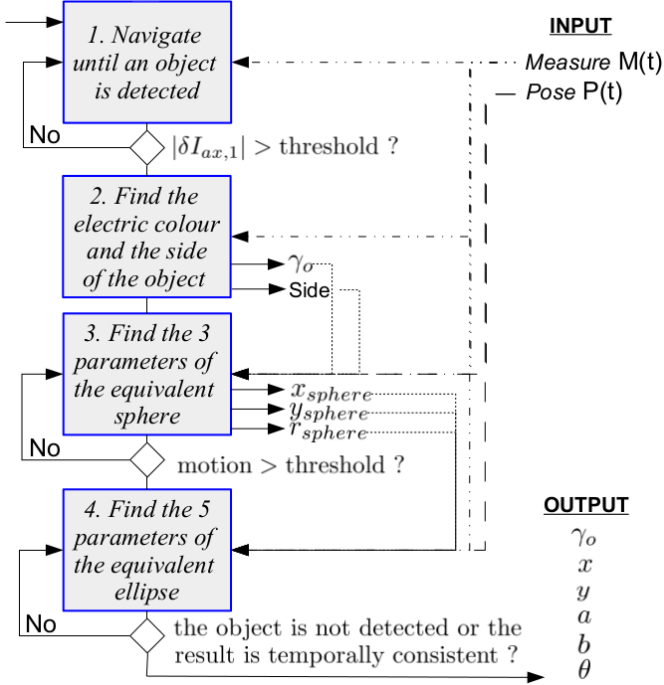 1. Navigate
until an object
is detected
INPUT
Measure M(t)
Pose P(t)
No
|δI_{ax,1}| > threshold ?
2. Find the
electric colour
and the side
of the object
γ_o
Side
3. Find the 3
parameters of
the equivalent
sphere
x_{sphere}
y_{sphere}
r_{sphere}
No
motion > threshold ?
4. Find the 5
parameters of
the equivalent
ellipse
No
the object is not detected or the
result is temporally consistent ?
OUTPUT
γ_o
x
y
a
b
θ